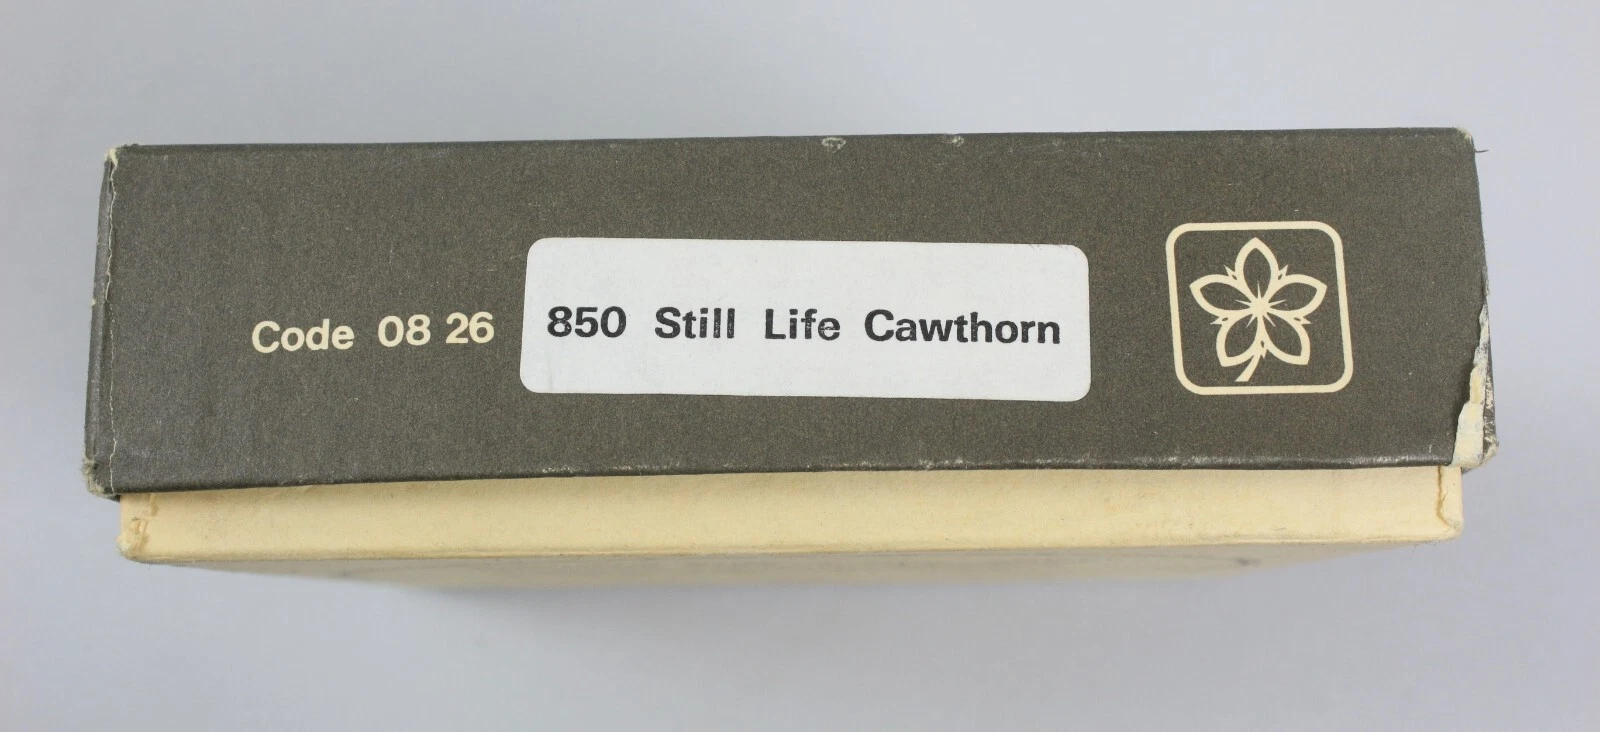 Code 08 26 850 Still Life Cawthorn